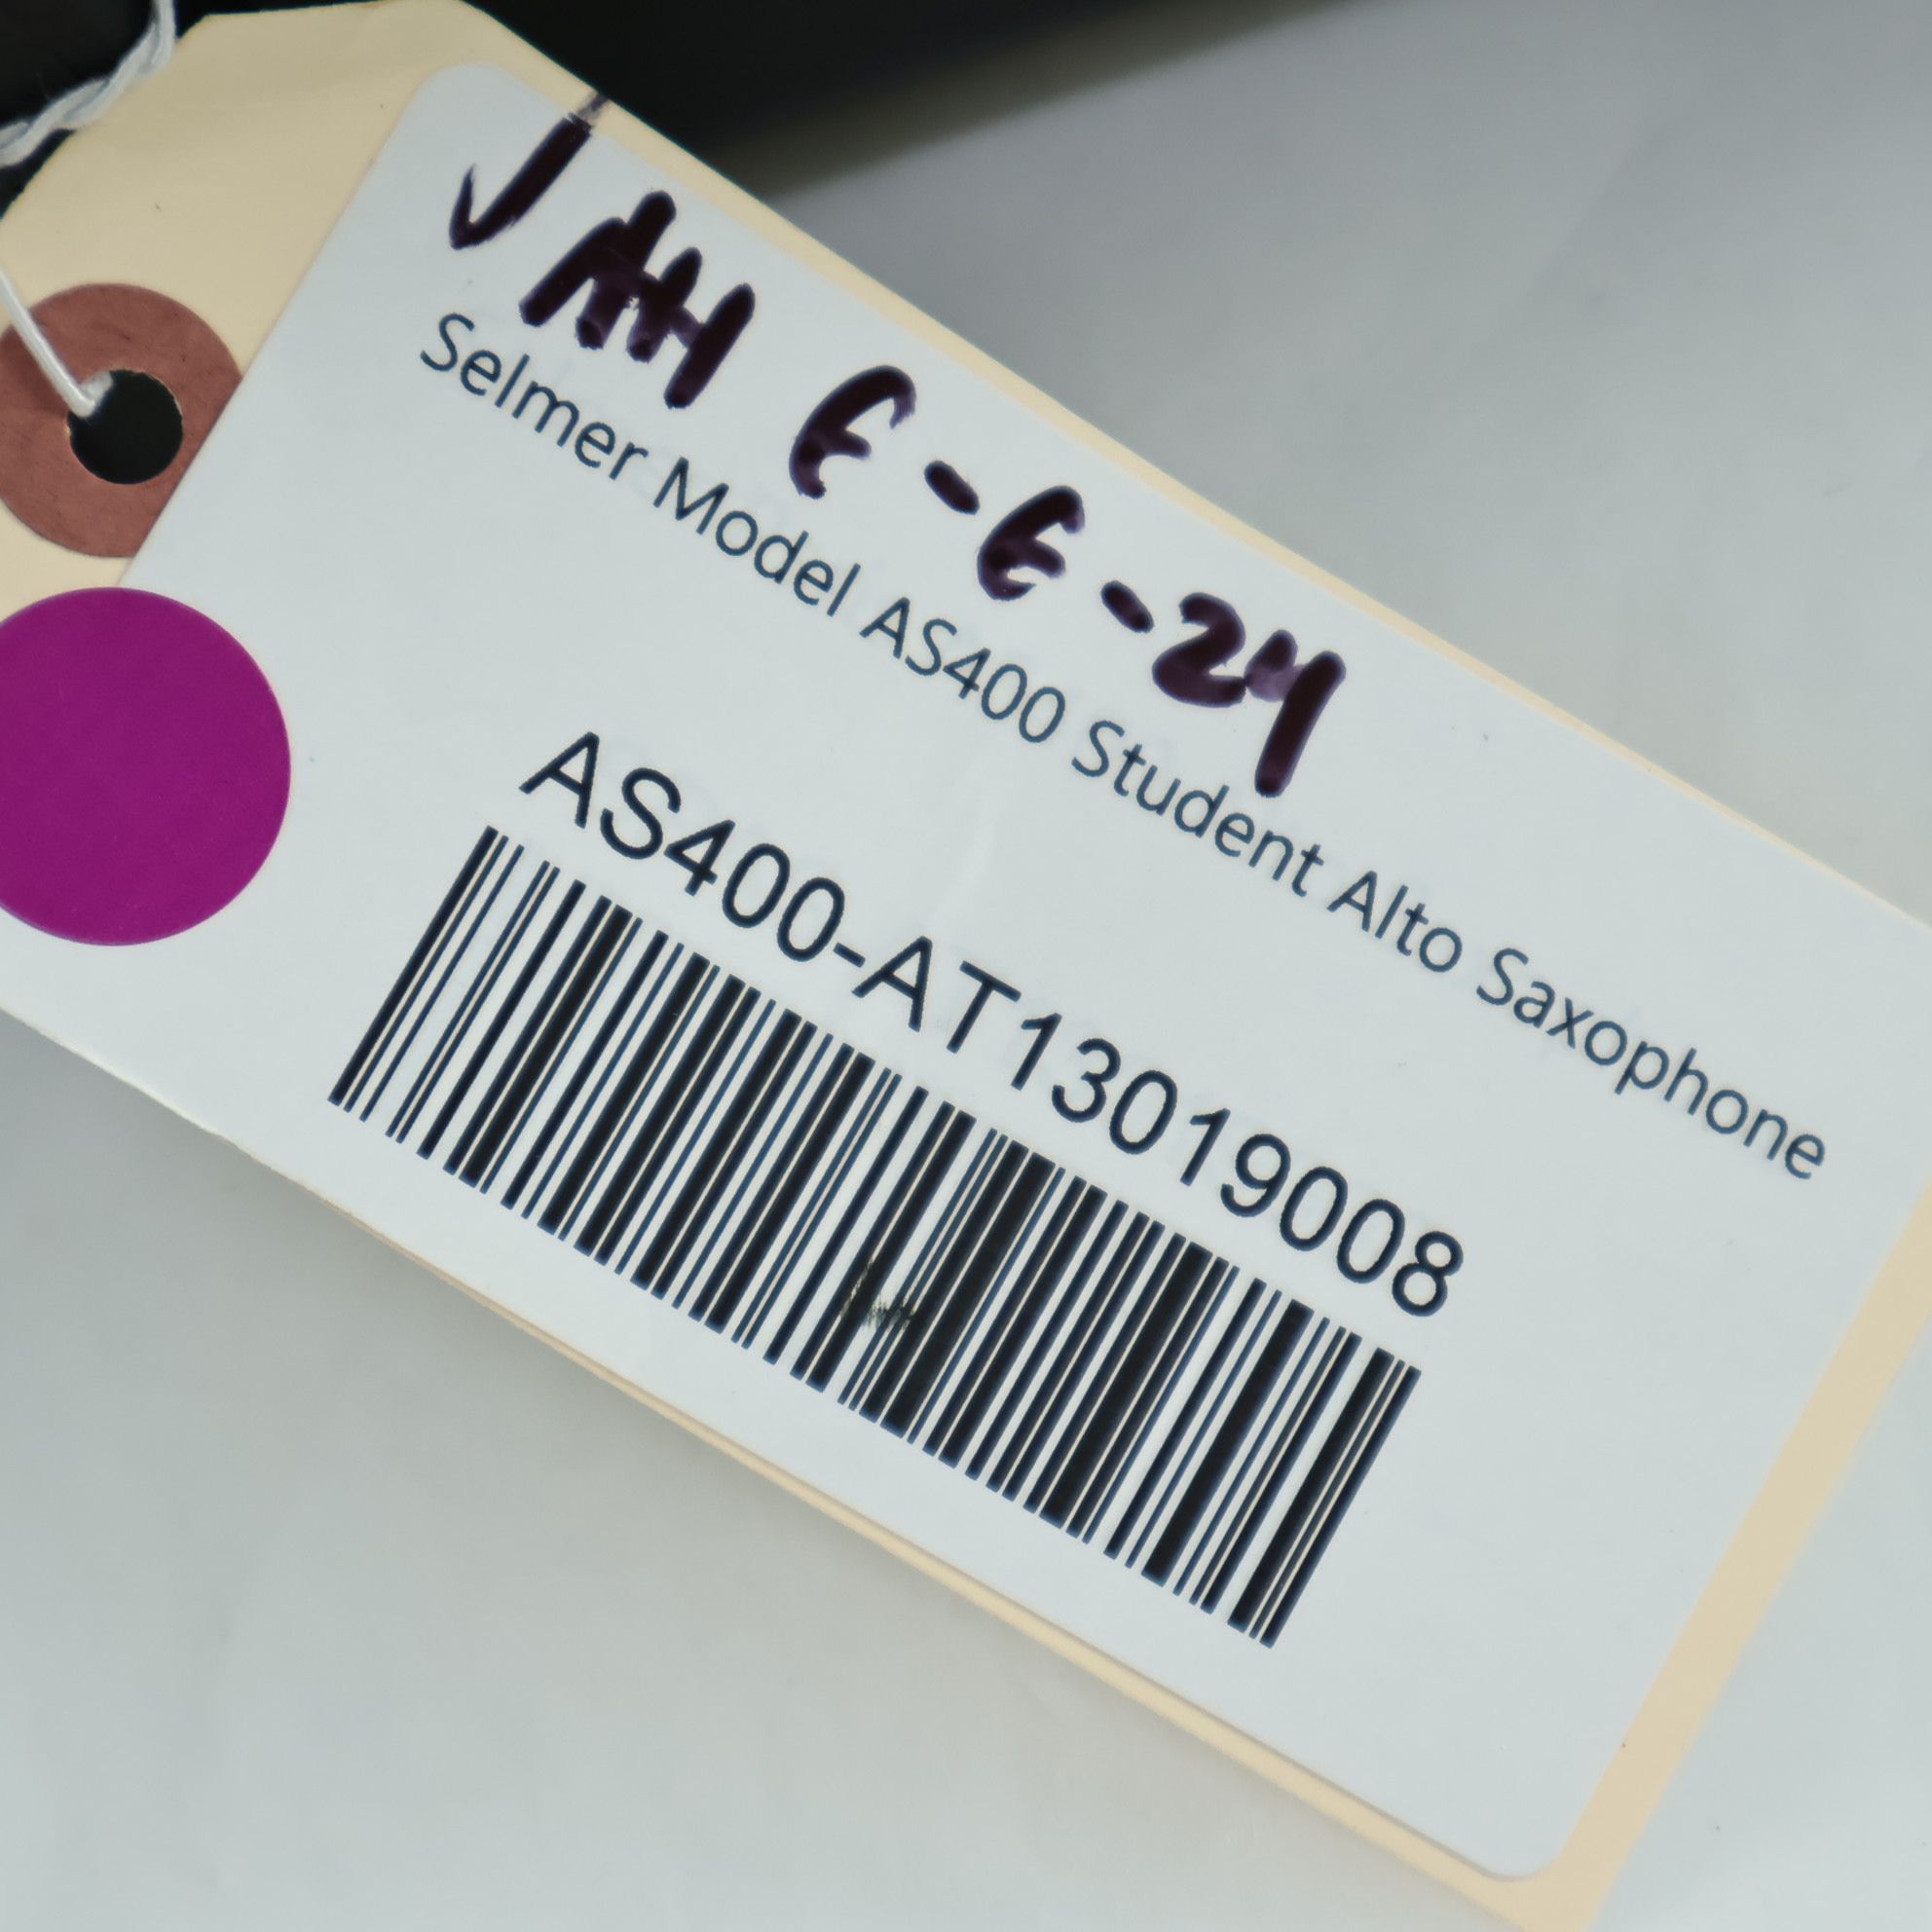 JAH 6-6-24
Selmer Model AS400 Student Alto Saxophone
AS400-AT13019008